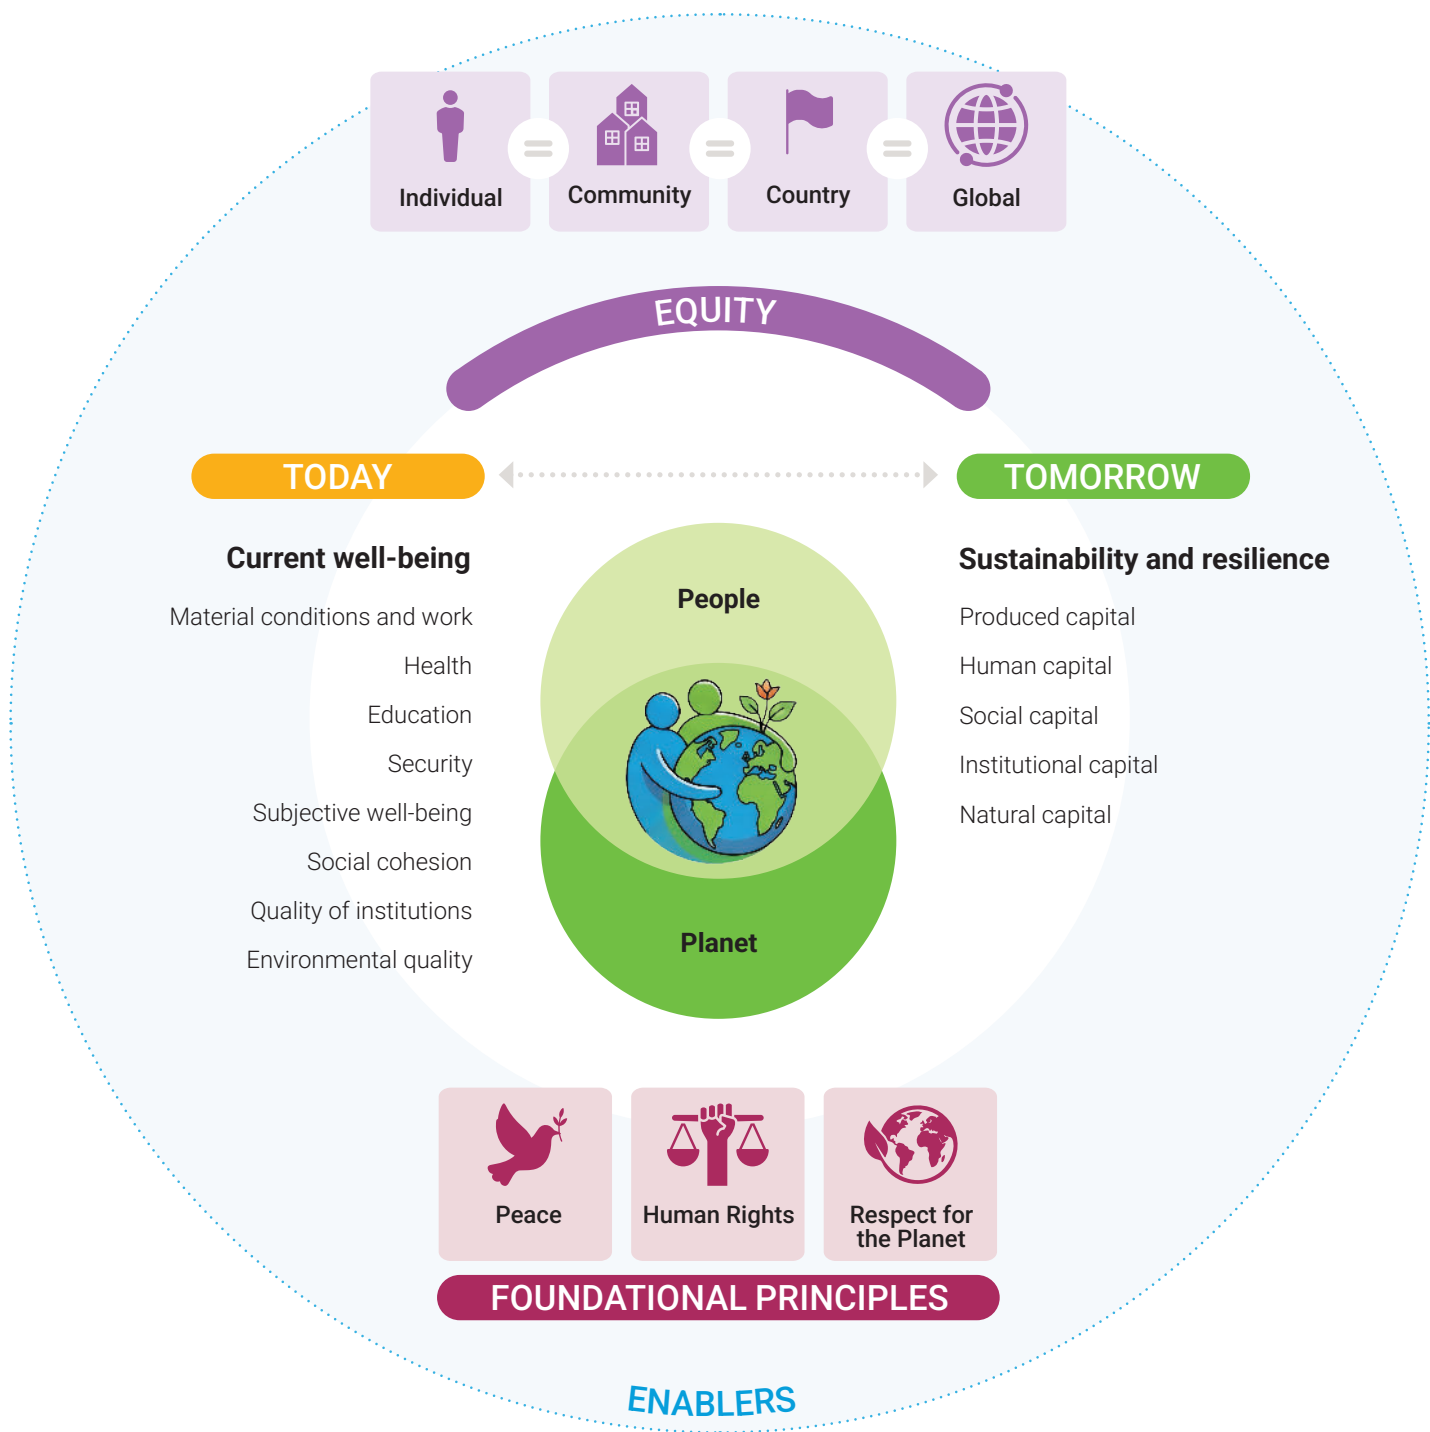 Individual
Community
Country
Global
EQUITY
TODAY
TOMORROW
Current well-being
Material conditions and work
Health
Education
Security
Subjective well-being
Social cohesion
Quality of institutions
Environmental quality
People
Planet
Sustainability and resilience
Produced capital
Human capital
Social capital
Institutional capital
Natural capital
Peace
Human Rights
Respect for
the Planet
FOUNDATIONAL PRINCIPLES
ENABLERS